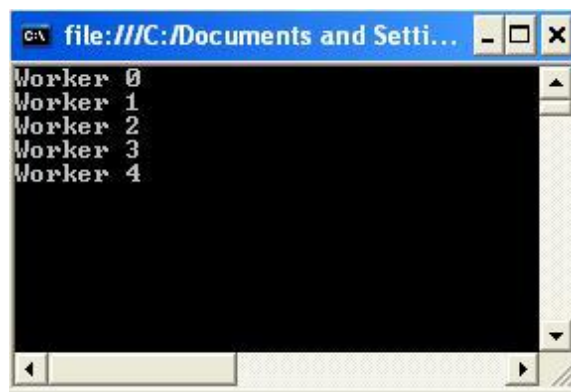 C:\ file:///C:/Documents and Setti...
Worker 0
Worker 1
Worker 2
Worker 3
Worker 4